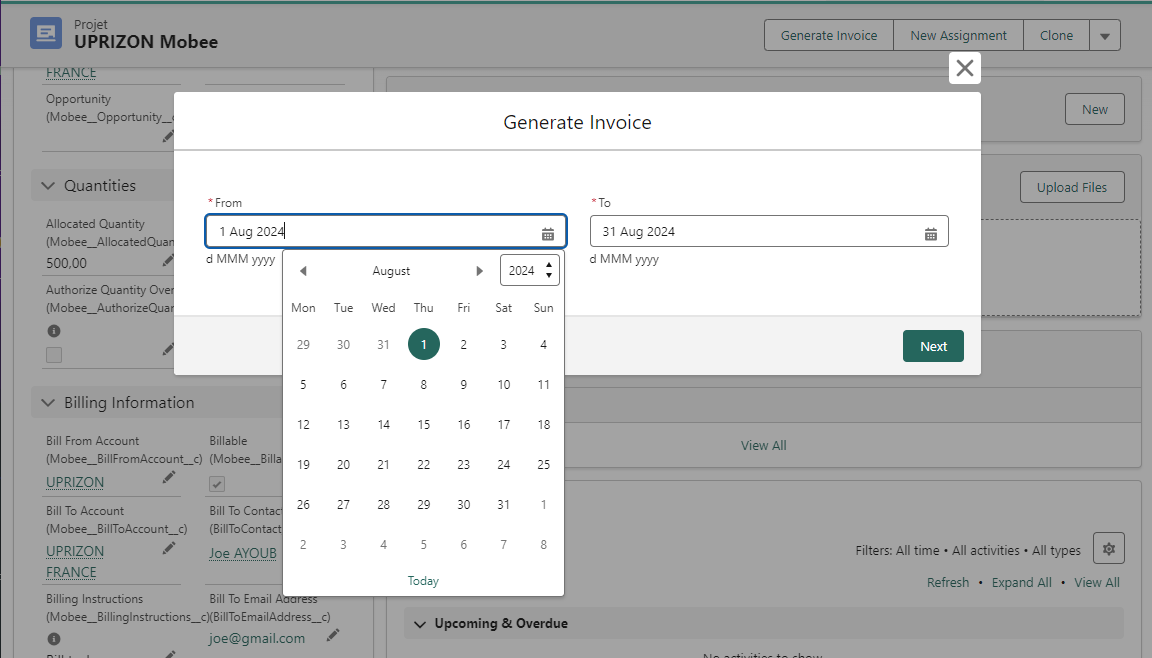 Projet
UPRIZON Mobee
Generate Invoice
New Assignment
Clone
FRANCE
Opportunity
(Mobee__Opportunity__c
New
Generate Invoice
Quantities
Upload Files
Allocated Quantity
(Mobee__AllocatedQuan
500,00
Authorize Quantity Over
(Mobee__AuthorizeQuan
* From
1 Aug 2024
d MMM yyyy
* To
31 Aug 2024
d MMM yyyy
August
2024
Mon Tue Wed Thu Fri Sat Sun
29 30 31 1 2 3 4
5 6 7 8 9 10 11
12 13 14 15 16 17 18
19 20 21 22 23 24 25
26 27 28 29 30 31 1
2 3 4 5 6 7 8
Today
Next
Billing Information
Bill From Account
(Mobee__BillFromAccount__c)
UPRIZON
Billable
(Mobee__Billa
View All
Bill To Account
(Mobee__BillToAccount__c)
UPRIZON
FRANCE
Bill To Contac
(BillToContact
Joe AYOUB
Billing Instructions
(Mobee__BillingInstructions__c)
Bill To Email Address
(BillToEmailAddress__c)
joe@gmail.com
Filters: All time • All activities • All types
Refresh • Expand All • View All
Upcoming & Overdue
No activities to show